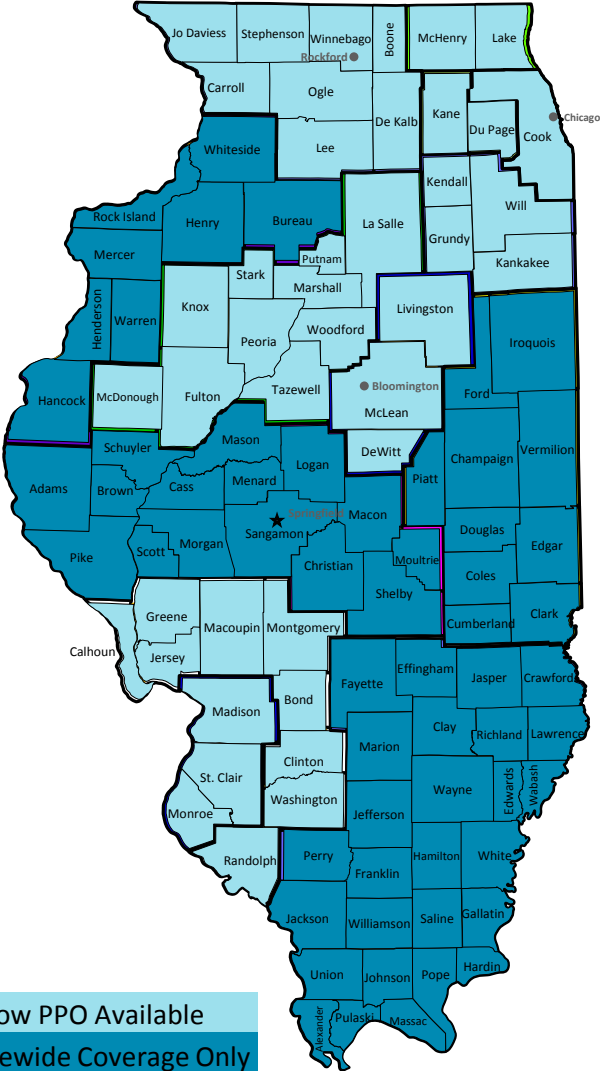 Jo Daviess
Stephenson
Winnebago
Boone
McHenry
Lake
Rockford
Carroll
Ogle
De Kalb
Kane
Du Page
Cook
Chicago
Whiteside
Lee
Kendall
Will
Rock Island
Henry
Bureau
La Salle
Grundy
Mercer
Putnam
Kankakee
Stark
Marshall
Henderson
Warren
Knox
Peoria
Woodford
Livingston
Iroquois
Hancock
McDonough
Fulton
Tazewell
Bloomington
McLean
Ford
Schuyler
Mason
Logan
DeWitt
Champaign
Vermilion
Adams
Brown
Cass
Menard
Piatt
Macon
Springfield
Sangamon
Pike
Scott
Morgan
Christian
Moultrie
Douglas
Edgar
Coles
Shelby
Cumberland
Clark
Greene
Macoupin
Montgomery
Calhoun
Jersey
Fayette
Effingham
Jasper
Crawford
Madison
Bond
Clay
Richland
Lawrence
Marion
Clinton
St. Clair
Washington
Wayne
Edwards
Wabash
Monroe
Jefferson
Randolph
Perry
Hamilton
White
Franklin
Jackson
Williamson
Saline
Gallatin
Union
Johnson
Pope
Hardin
Alexander
Pulaski
Massac
ow PPO Available
ewide Coverage Only